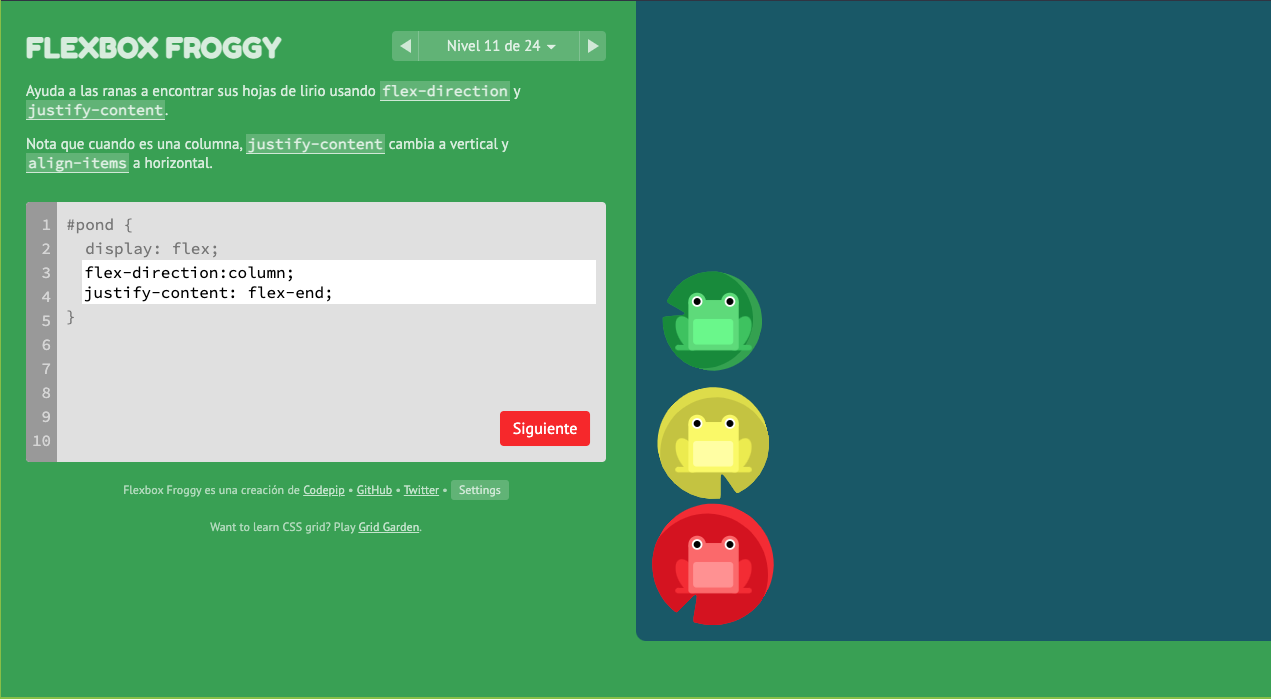 FLEXBOX FROGGY
Nivel 11 de 24
Ayuda a las ranas a encontrar sus hojas de lirio usando flex-direction y
justify-content.
Nota que cuando es una columna, justify-content cambia a vertical y
align-items a horizontal.
1 #pond {
2 display: flex;
3 flex-direction:column;
4 justify-content: flex-end;
5 }
6
7
8
9
10
Siguiente
Flexbox Froggy es una creación de Codepip • GitHub • Twitter • Settings
Want to learn CSS grid? Play Grid Garden.